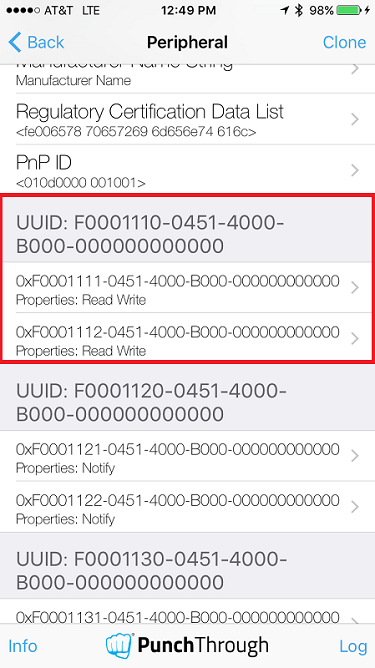 AT&T LTE 12:49 PM 98%
Back Peripheral Clone
Manufacturer Name String
Manufacturer Name
Regulatory Certification Data List
<fe006578 70657269 6d656e74 616c>
PnP ID
<010d0000 001001>
UUID: F0001110-0451-4000-
B000-000000000000
0xF0001111-0451-4000-B000-000000000000
Properties: Read Write
0xF0001112-0451-4000-B000-000000000000
Properties: Read Write
UUID: F0001120-0451-4000-
B000-000000000000
0xF0001121-0451-4000-B000-000000000000
Properties: Notify
0xF0001122-0451-4000-B000-000000000000
Properties: Notify
UUID: F0001130-0451-4000-
B000-000000000000
0xF0001131-0451-4000-B000-000000000000
Info PunchThrough Log